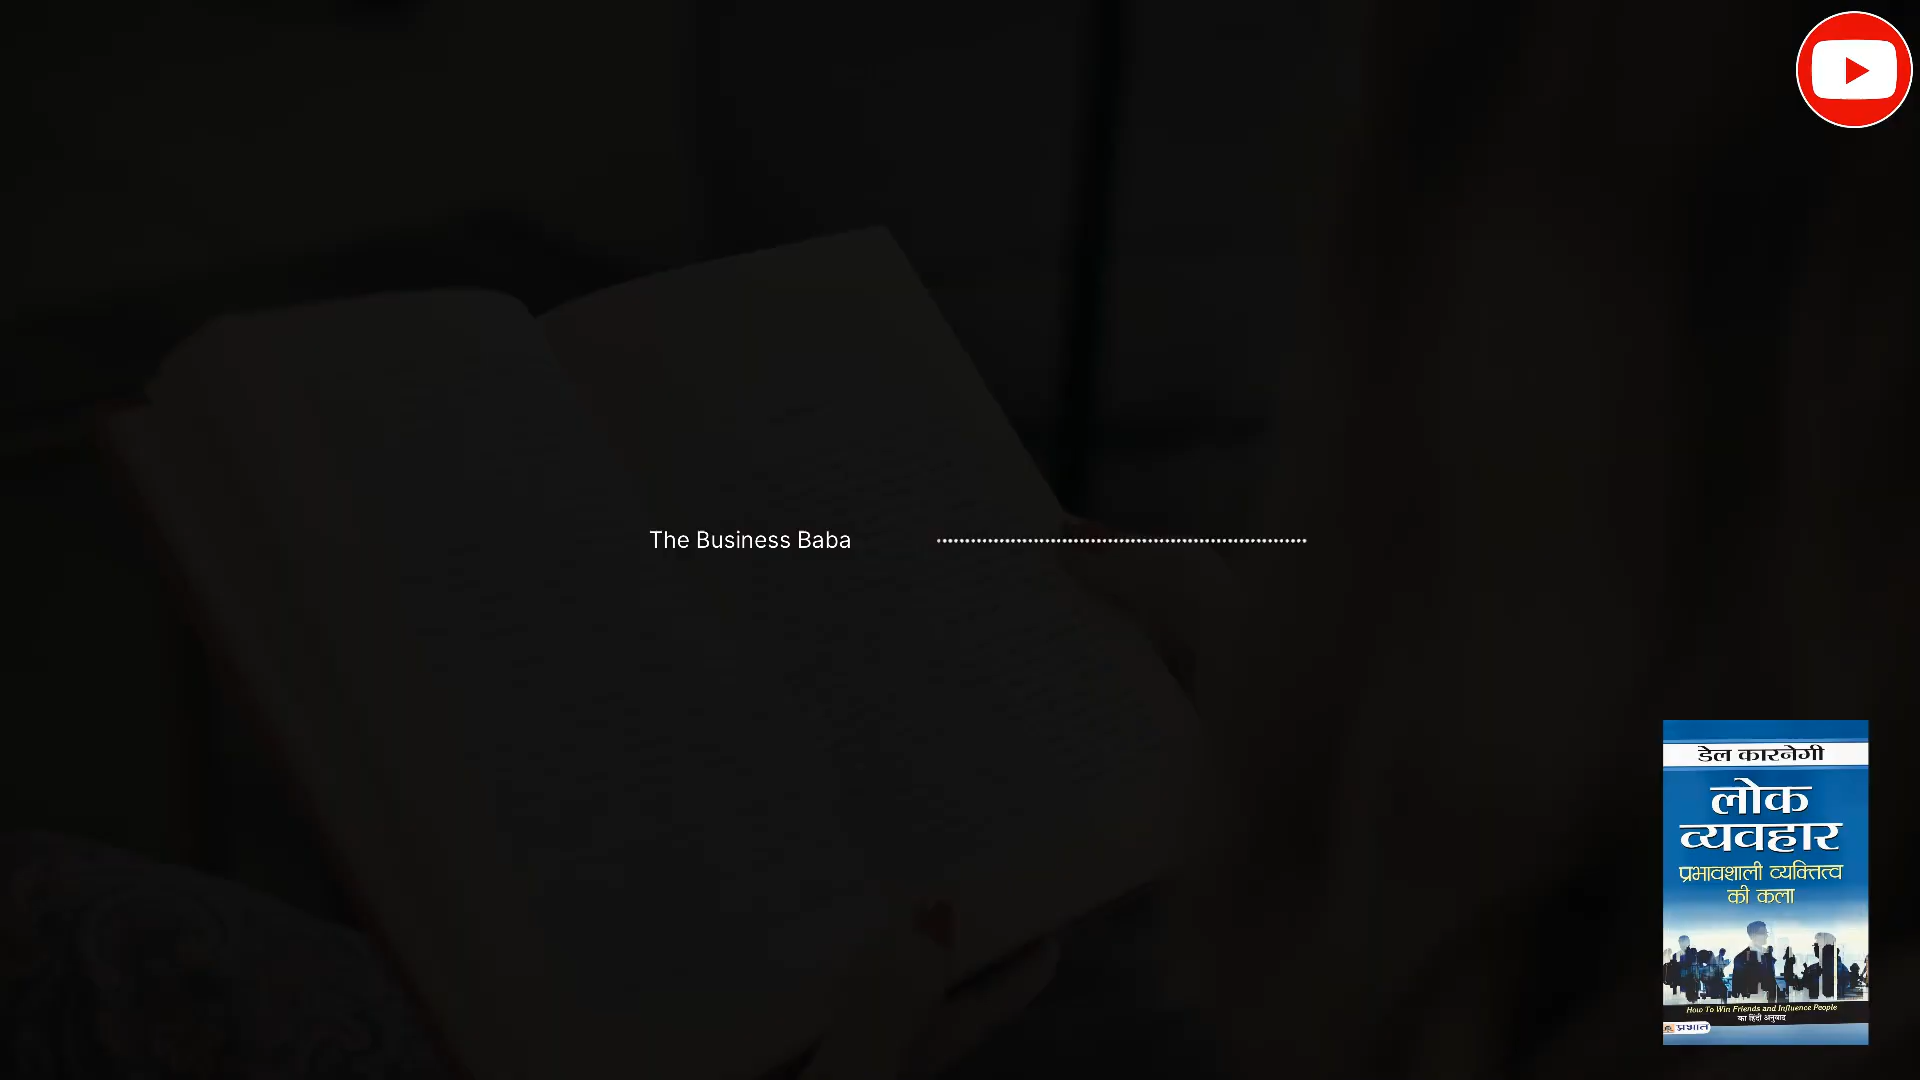 The Business Baba
डेल कारनेगी
लोक
व्यवहार
प्रभावशाली व्यक्तित्व
की कला
How To Win Friends and Influence People
का हिंदी अनुवाद
प्रभात